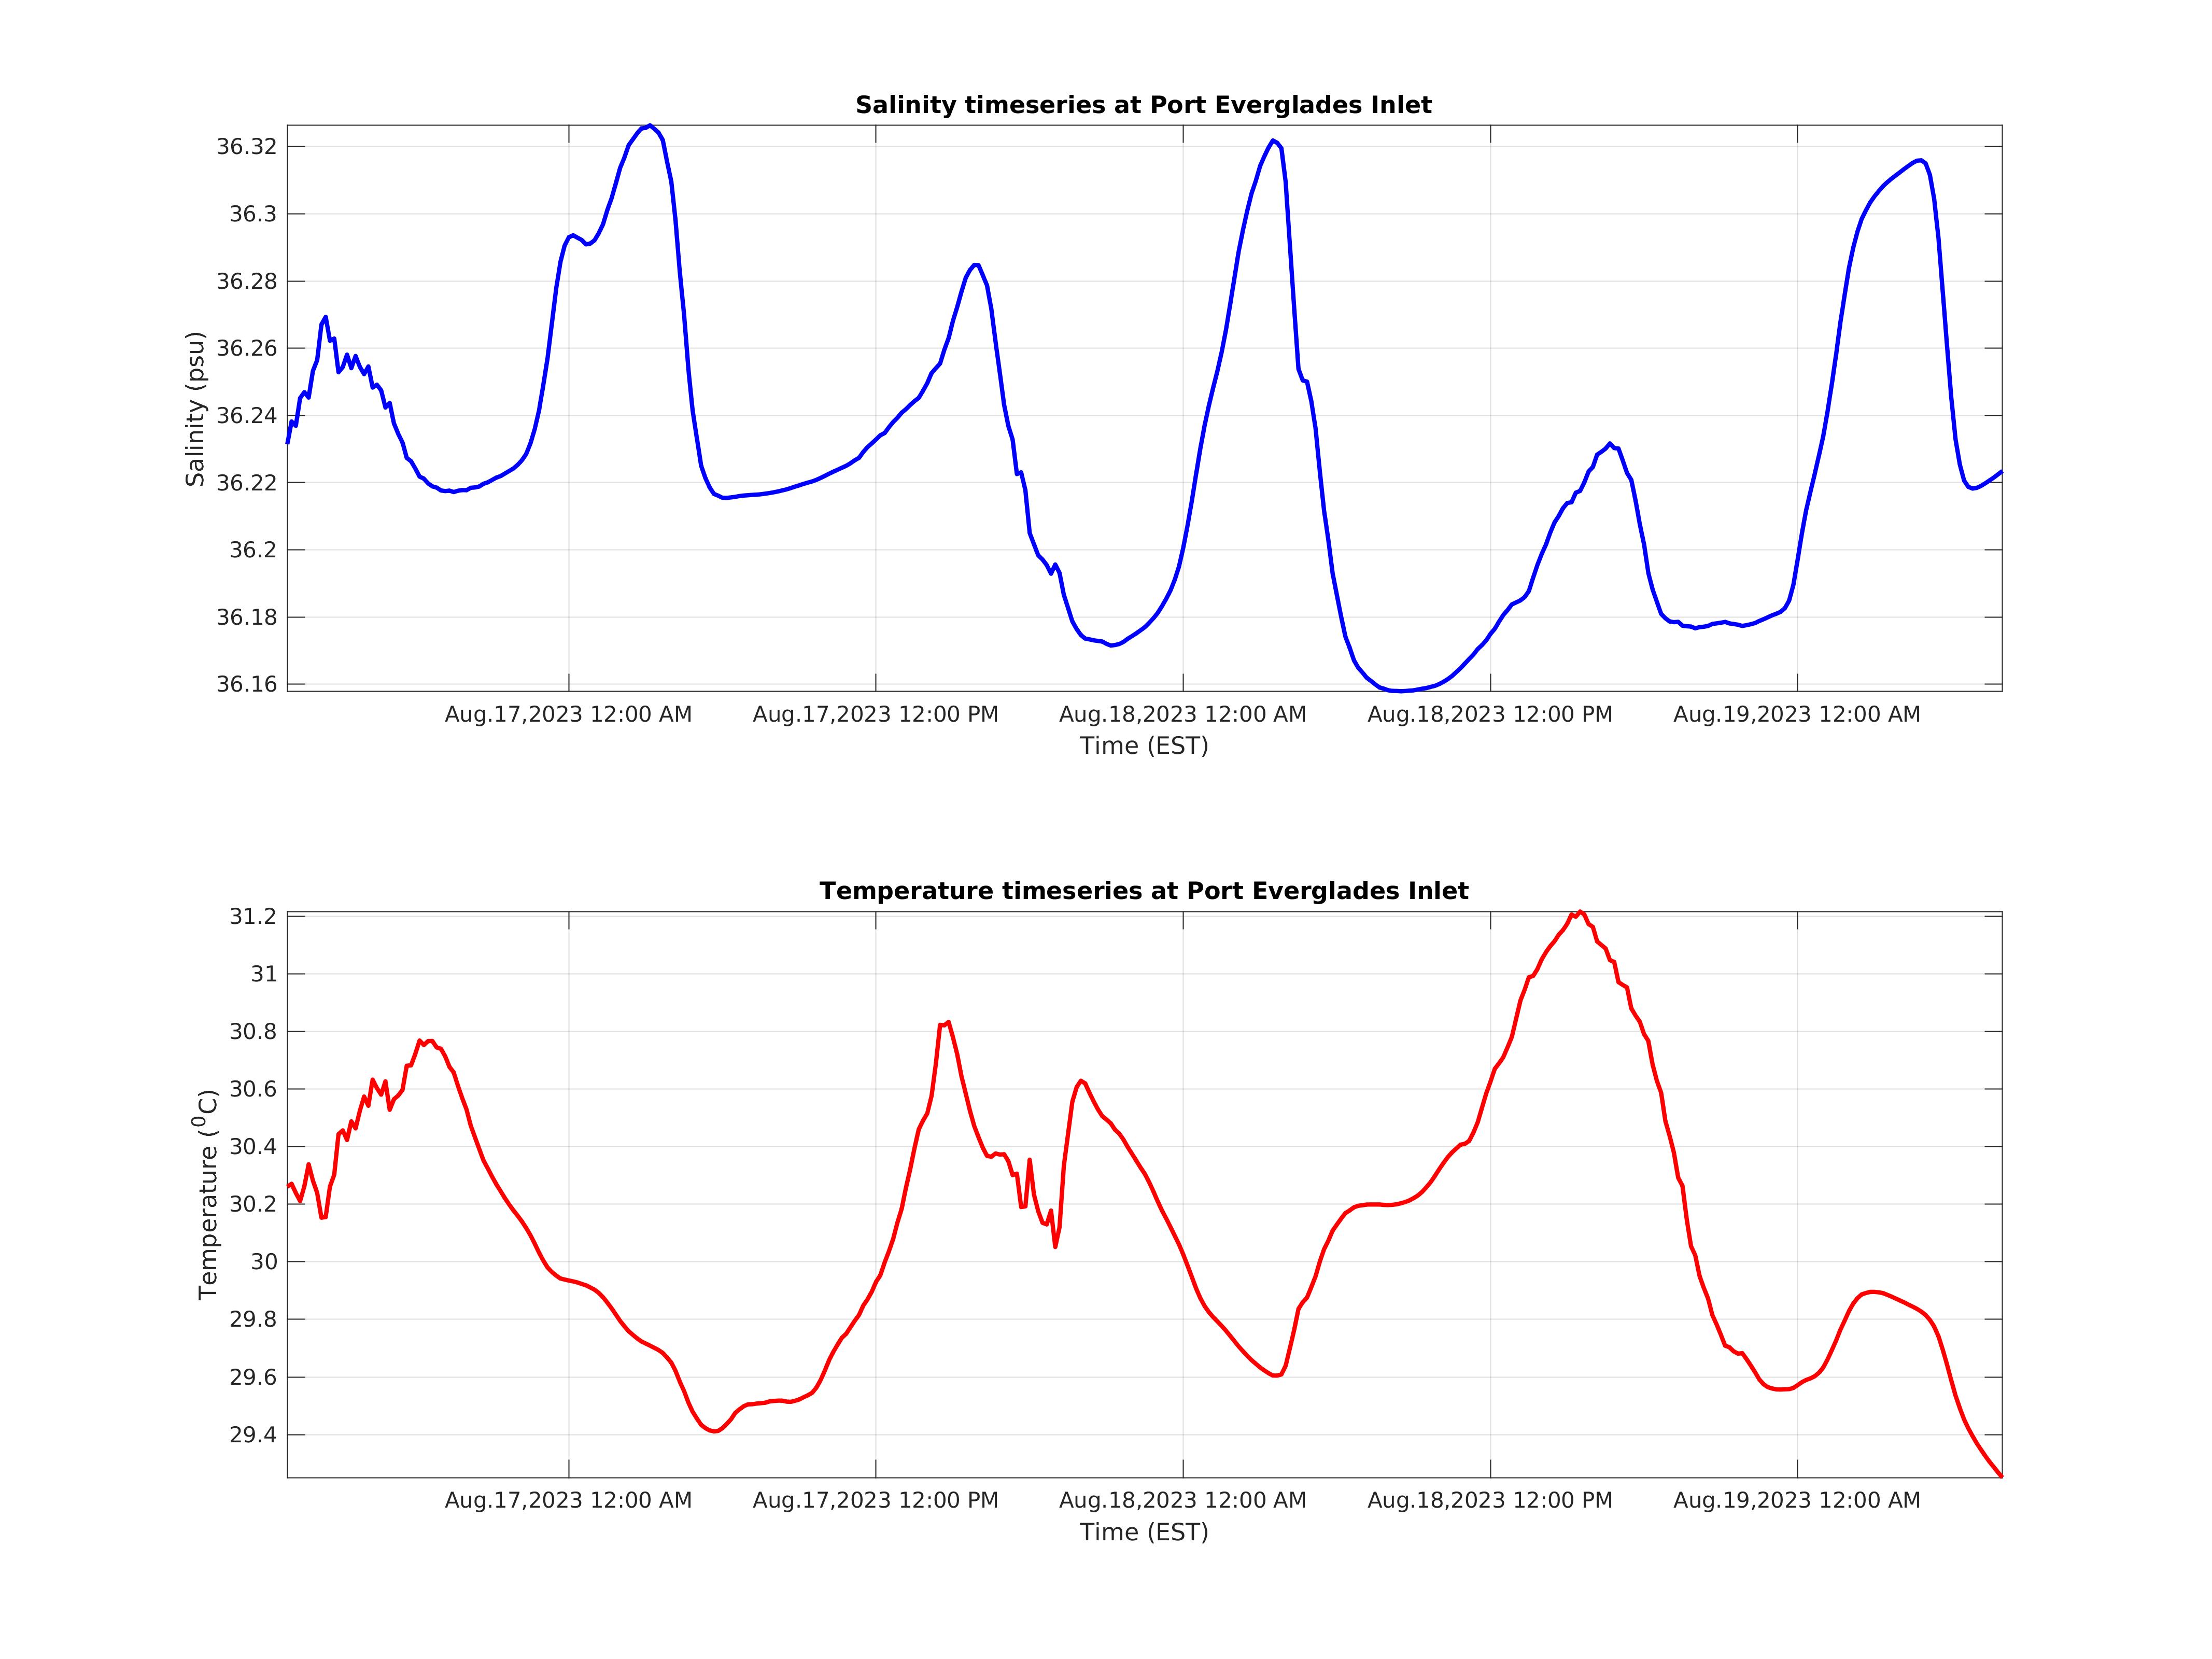 Salinity timeseries at Port Everglades Inlet
36.32
36.3
36.28
36.26
36.24
36.22
36.2
36.18
36.16
Salinity (psu)
Aug.17,2023 12:00 AM Aug.17,2023 12:00 PM Aug.18,2023 12:00 AM Aug.18,2023 12:00 PM Aug.19,2023 12:00 AM
Time (EST)
Temperature timeseries at Port Everglades Inlet
31.2
31
30.8
30.6
30.4
30.2
30
29.8
29.6
29.4
Temperature (⁰C)
Aug.17,2023 12:00 AM Aug.17,2023 12:00 PM Aug.18,2023 12:00 AM Aug.18,2023 12:00 PM Aug.19,2023 12:00 AM
Time (EST)